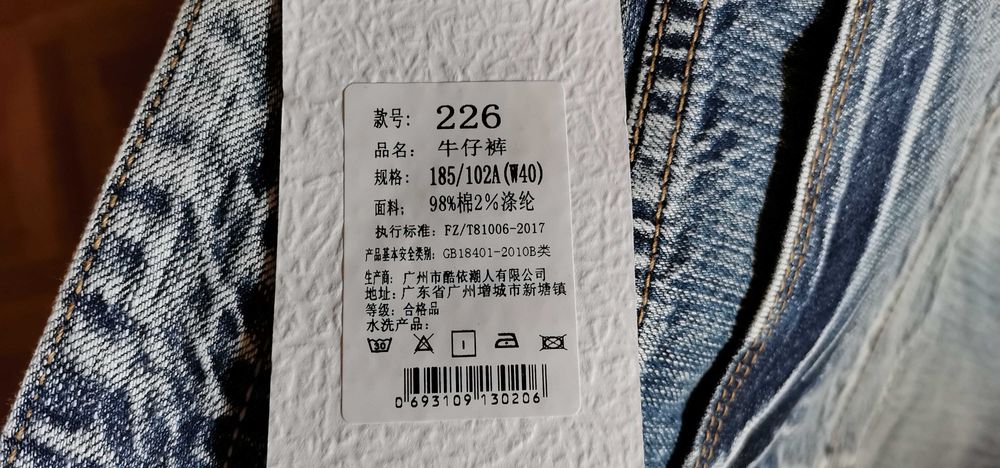 款号: 226
品名: 牛仔裤
规格: 185/102A(W40)
面料; 98%棉2%涤纶
执行标准: FZ/T81006-2017
产品基本安全类别: GB18401-2010B类
生产商: 广州市酷依潮人有限公司
地址: 广东省广州增城市新塘镇
等级: 合格品
水洗产品:
30
0 693109 130206